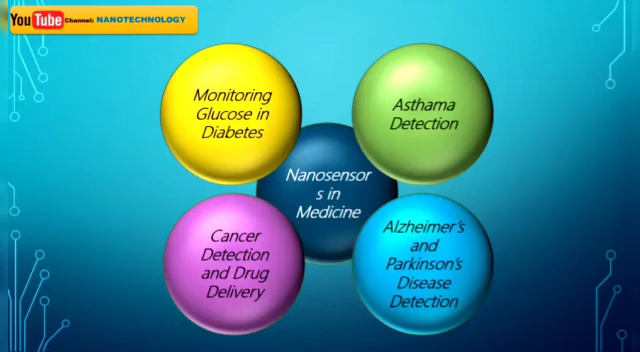 YouTube Channel: NANOTECHNOLOGY
Monitoring
Glucose in
Diabetes
Asthama
Detection
Nanosensor
s in
Medicine
Cancer
Detection
and Drug
Delivery
Alzheimer's
and
Parkinson's
Disease
Detection